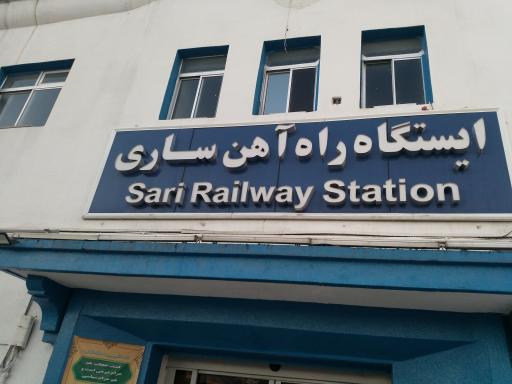 ایستگاه راه آهن ساری
Sari Railway Station